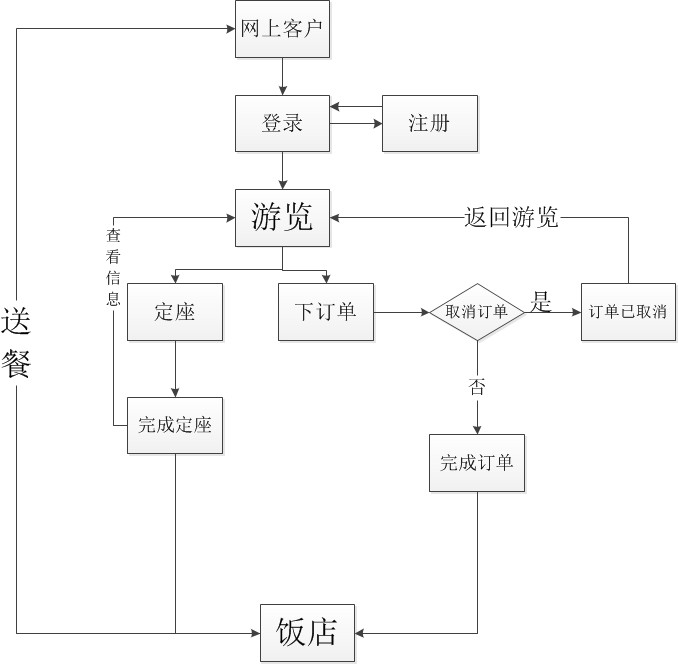 网上客户
登录
注册
游览
返回游览
查看信息
定座
下订单
取消订单
是
订单已取消
送餐
否
完成定座
完成订单
饭店